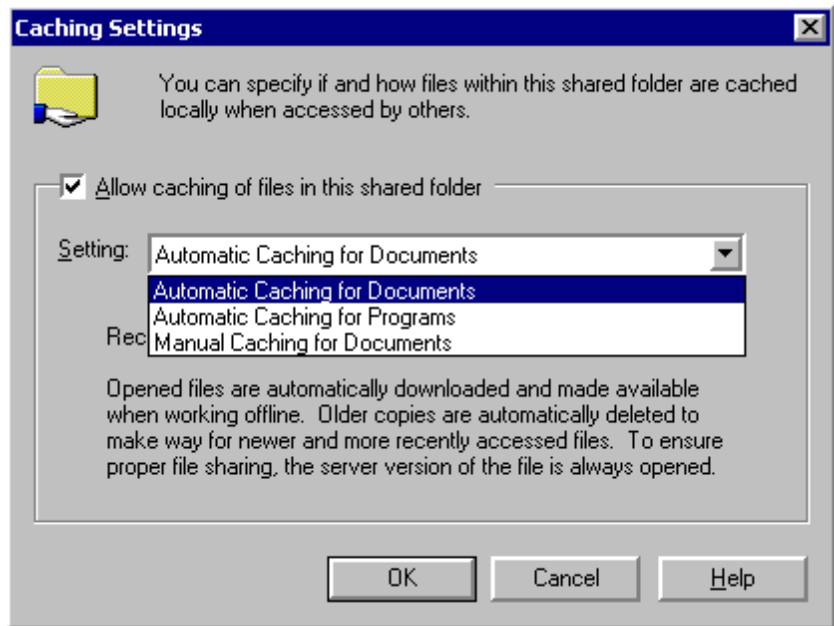 Caching Settings
You can specify if and how files within this shared folder are cached
locally when accessed by others.
Allow caching of files in this shared folder
Setting: Automatic Caching for Documents
Automatic Caching for Documents
Automatic Caching for Programs
Rec Manual Caching for Documents
Opened files are automatically downloaded and made available
when working offline. Older copies are automatically deleted to
make way for newer and more recently accessed files. To ensure
proper file sharing, the server version of the file is always opened.
OK Cancel Help